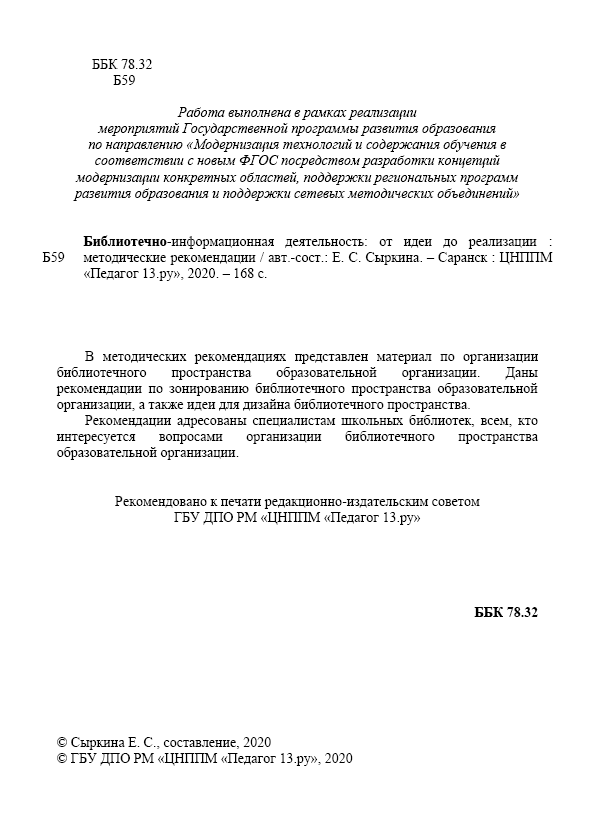 ББК 78.32
Б59
Работа выполнена в рамках реализации
мероприятий Государственной программы развития образования
по направлению «Модернизация технологий и содержания обучения в
соответствии с новым ФГОС посредством разработки концепций
модернизации конкретных областей, поддержки региональных программ
развития образования и поддержки сетевых методических объединений»
Библиотечно-информационная деятельность: от идеи до реализации :
Б59 методические рекомендации / авт.-сост.: Е. С. Сыркина. – Саранск : ЦНППМ
«Педагог 13.ру», 2020. – 168 с.
В методических рекомендациях представлен материал по организации
библиотечного пространства образовательной организации. Даны
рекомендации по зонированию библиотечного пространства образовательной
организации, а также идеи для дизайна библиотечного пространства.
Рекомендации адресованы специалистам школьных библиотек, всем, кто
интересуется вопросами организации библиотечного пространства
образовательной организации.
Рекомендовано к печати редакционно-издательским советом
ГБУ ДПО РМ «ЦНППМ «Педагог 13.ру»
ББК 78.32
© Сыркина Е. С., составление, 2020
© ГБУ ДПО РМ «ЦНППМ «Педагог 13.ру», 2020